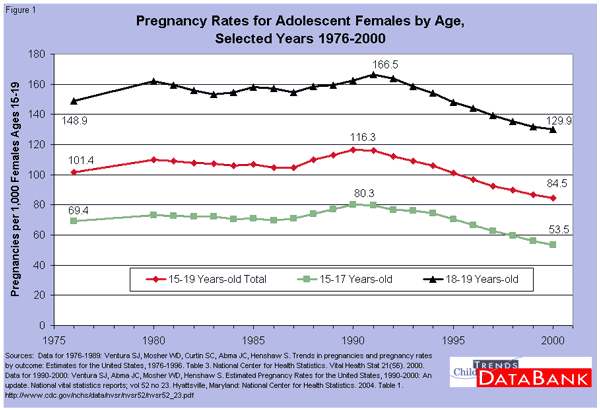 Figure 1
Pregnancy Rates for Adolescent Females by Age,
Selected Years 1976-2000
Pregnancies per 1,000 Females Ages 15-19
180
160
140
120
100
80
60
40
20
0
148.9
166.5
129.9
101.4
116.3
84.5
69.4
80.3
53.5
15-19 Years-old Total
15-17 Years-old
18-19 Years-old
1975 1980 1985 1990 1995 2000
Sources: Data for 1976-1989: Ventura SJ, Mosher WD, Curtin SC, Abma JC, Henshaw S. Trends in pregnancies and pregnancy rates
by outcome: Estimates for the United States, 1976-1996. Table 3. National Center for Health Statistics. Vital Health Stat 21(56). 2000.
Data for 1990-2000: Ventura SJ, Abma JC, Mosher WD, Henshaw S. Estimated Pregnancy Rates for the United States, 1990-2000: An
update. National vital statistics reports; vol 52 no 23. Hyattsville, Maryland: National Center for Health Statistics. 2004. Table 1.
http://www.cdc.gov/nchs/data/nvsr/nvsr52/nvsr52_23.pdf
Child TRENDS
DATABANK